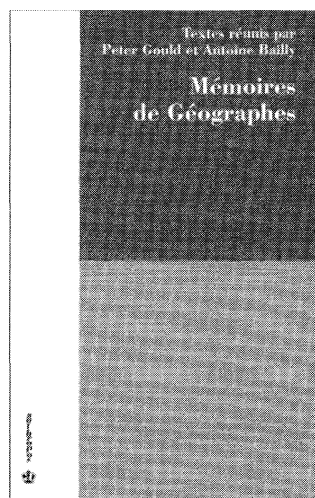 Textes réunis par
Peter Gould et Antoine Bailly
Mémoires
de Géographes